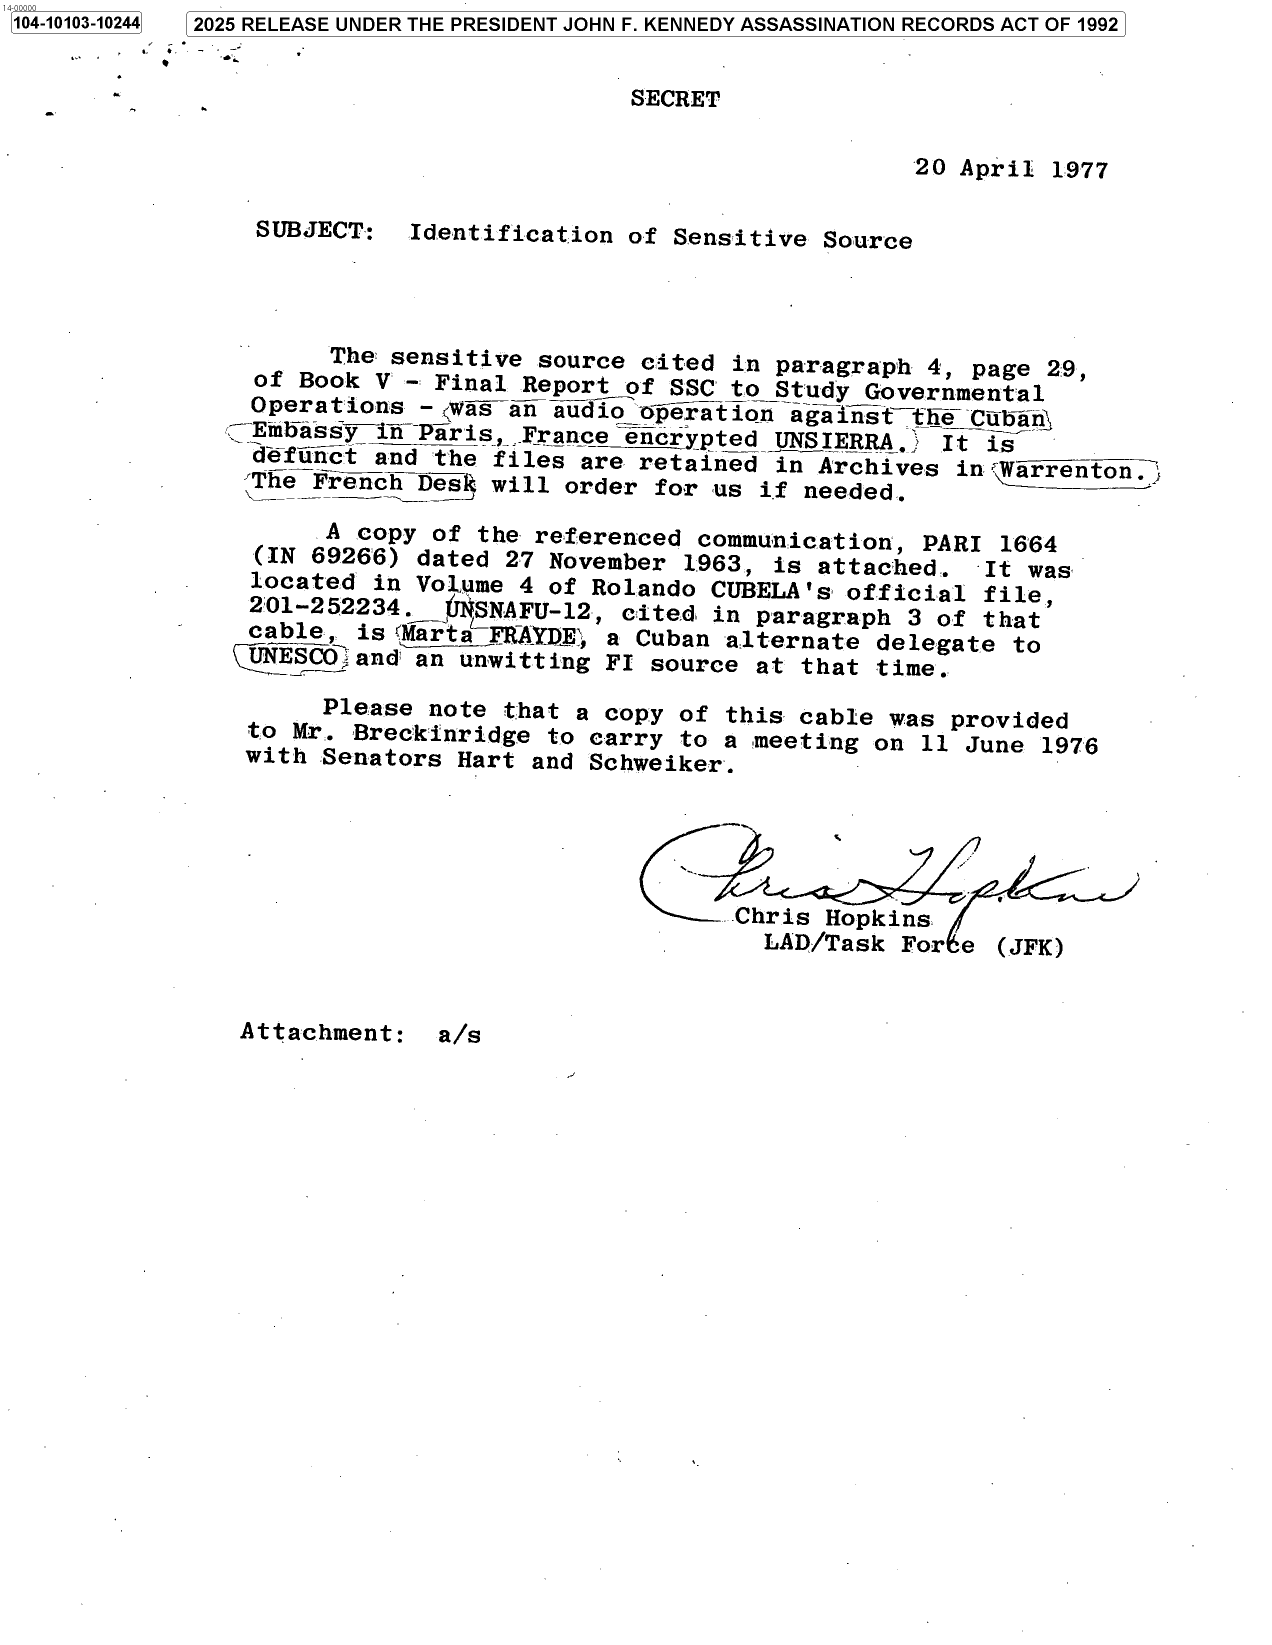 14-00000
104-10103-10244
2025 RELEASE UNDER THE PRESIDENT JOHN F. KENNEDY ASSASSINATION RECORDS ACT OF 1992
SECRET
20 April 1977
SUBJECT: Identification of Sensitive Source
The sensitive source cited in paragraph 4, page 29,
of Book V - Final Report of SSC to Study Governmental
Operations - was an audio operation against the Cuban
Embassy in Paris, France encrypted UNSIERRA. It is
defunct and the files are retained in Archives in Warrenton.
The French Desk will order for us if needed.
A copy of the referenced communication, PARI 1664
(IN 69266) dated 27 November 1963, is attached. It was
located in Volume 4 of Rolando CUBELA's official file,
201-252234. UNSNAFU-12, cited in paragraph 3 of that
cable, is Marta FRAYDE, a Cuban alternate delegate to
UNESCO and an unwitting FI source at that time.
Please note that a copy of this cable was provided
to Mr. Breckinridge to carry to a meeting on 11 June 1976
with Senators Hart and Schweiker.
Chris Hopkins
Chris Hopkins
LAD/Task Force (JFK)
Attachment: a/s